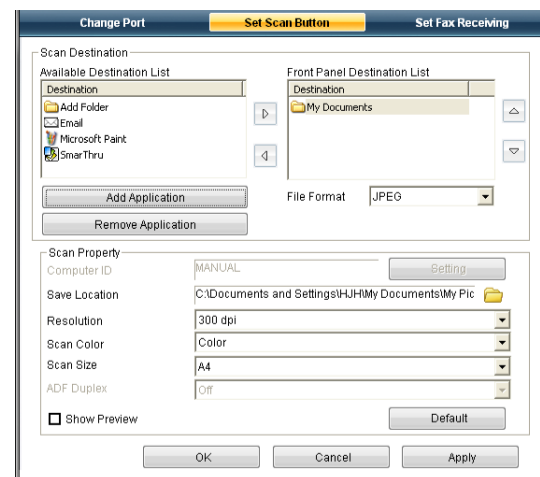 Change Port Set Scan Button Set Fax Receiving
Scan Destination
Available Destination List
Destination
Add Folder
Email
Microsoft Paint
SmarThru
Add Application
Remove Application
Front Panel Destination List
Destination
My Documents
File Format JPEG
Scan Property
Computer ID MANUAL Setting
Save Location C:\Documents and Settings\HJH\My Documents\My Pic
Resolution 300 dpi
Scan Color Color
Scan Size A4
ADF Duplex Off
Show Preview Default
OK Cancel Apply